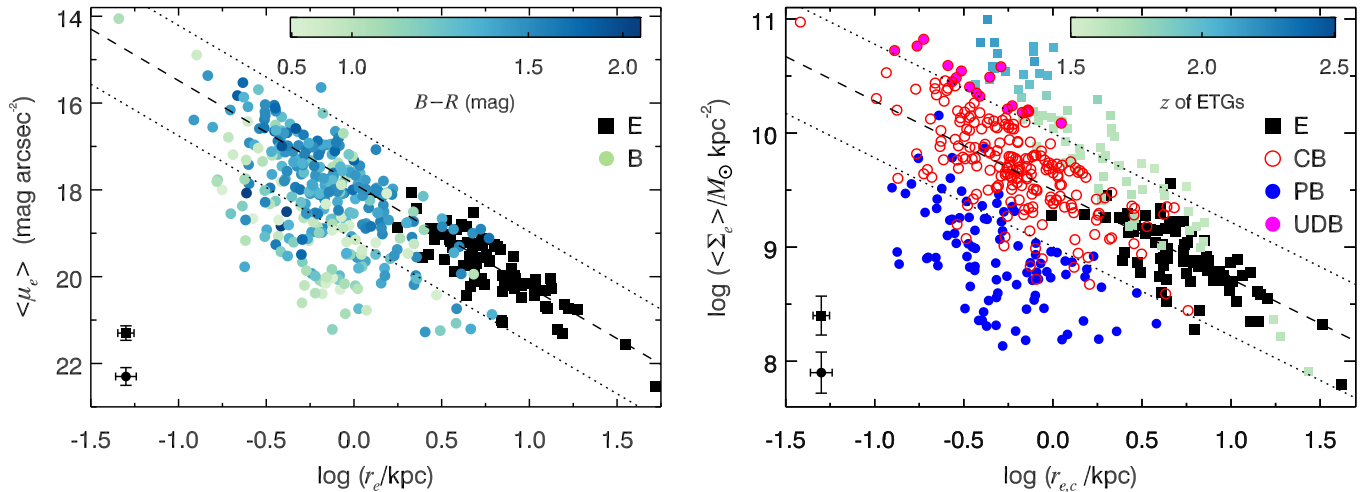 0.5 1.0 1.5 2.0
B−R (mag)
E
B
14
16
18
20
22
<μe> (mag arcsec-2)
-1.5 -1.0 -0.5 0.0 0.5 1.0 1.5
log (re/kpc)
1.5 2.0 2.5
z of ETGs
E
CB
PB
UDB
11
10
9
8
log (<Σe>/M⊙ kpc-2)
-1.5 -1.0 -0.5 0.0 0.5 1.0 1.5
log (re,c /kpc)